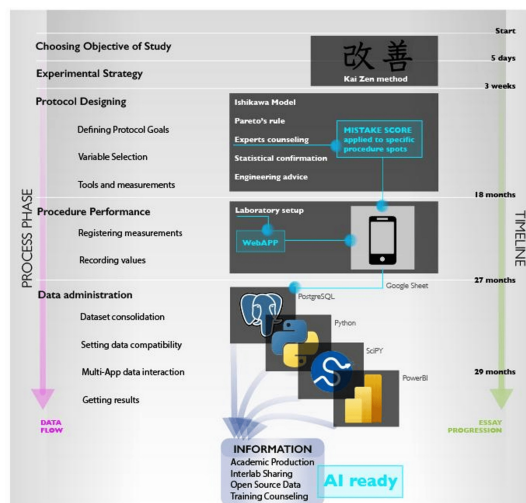 Start
Choosing Objective of Study
改善
Kai Zen method
5 days
Experimental Strategy
3 weeks
Protocol Designing
Defining Protocol Goals
Variable Selection
Tools and measurements
Ishikawa Model
Pareto's rule
Experts counseling
Statistical confirmation
Engineering advice
MISTAKE SCORE
applied to specific
procedure spots
18 months
Procedure Performance
Registering measurements
Recording values
Laboratory setup
WebAPP
27 months
Google Sheet
Data administration
Dataset consolidation
Setting data compatibility
Multi-App data interaction
Getting results
PostgreSQL
Python
SciPY
PowerBI
29 months
PROCESS PHASE
TIMELINE
DATA
FLOW
ESSAY
PROGRESSION
INFORMATION
Academic Production
Interlab Sharing
Open Source Data
Training Counseling
AI ready